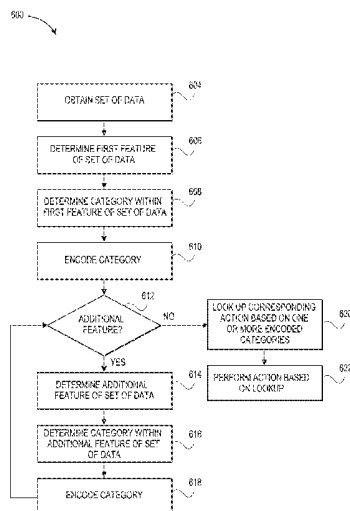 600
604
OBTAIN SET OF DATA
606
DETERMINE FIRST FEATURE
OF SET OF DATA
608
DETERMINE CATEGORY WITHIN
FIRST FEATURE OF SET OF DATA
610
ENCODE CATEGORY
612
ADDITIONAL
FEATURE?
NO
YES
LOOK UP CORRESPONDING
ACTION BASED ON ONE
OR MORE ENCODED
CATEGORIES
PERFORM ACTION BASED
ON LOOKUP
614
DETERMINE ADDITIONAL
FEATURE OF SET OF DATA
616
DETERMINE CATEGORY WITHIN
ADDITIONAL FEATURE OF SET
OF DATA
618
ENCODE CATEGORY